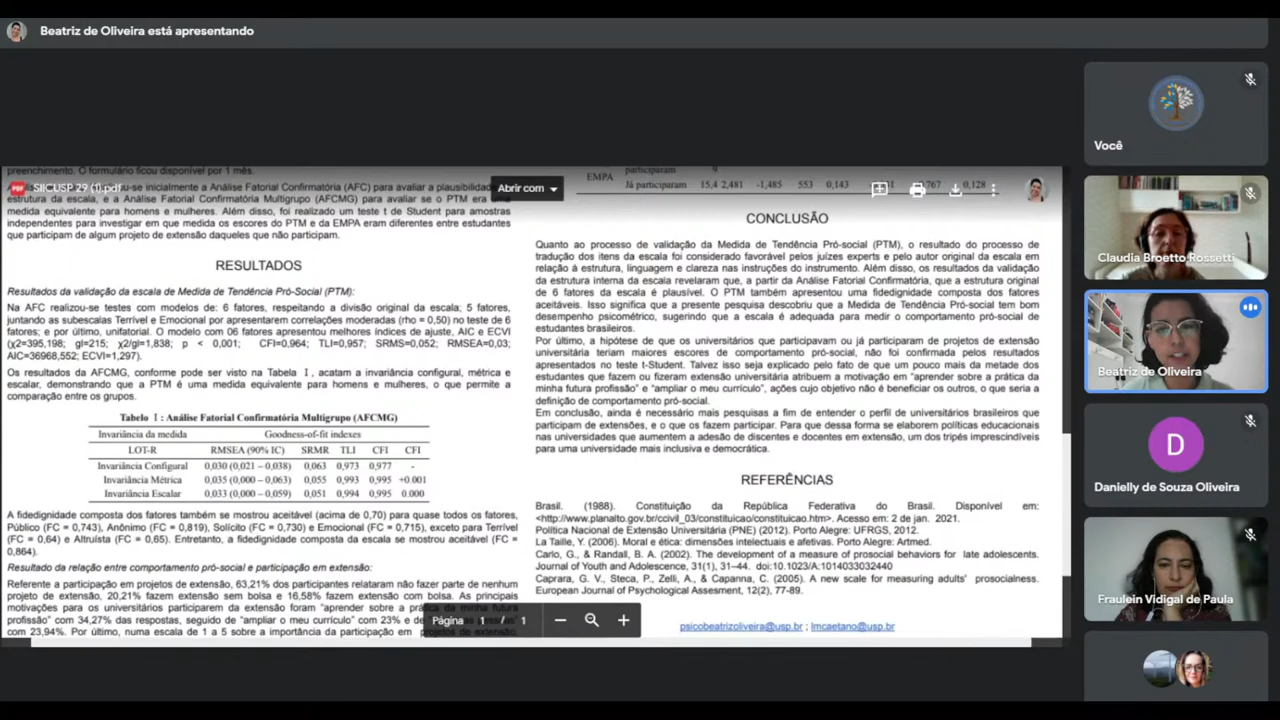 Beatriz de Oliveira está apresentando
preenchimento. O formulário ficou disponível por 1 mês.
SIICUSP 29 (1).pdf
Abrir com
u-se inicialmente a Análise Fatorial Confirmatória (AFC) para avaliar a plausibilidade
estrutura da escala, e a Análise Fatorial Confirmatória Multigrupo (AFCMG) para avaliar se o PTM era
medida equivalente para homens e mulheres. Além disso, foi realizado um teste t de Student para amostras
independentes para investigar em que medida os escores do PTM e da EMPA eram diferentes entre estudantes
que participam de algum projeto de extensão daqueles que não participam.
RESULTADOS
Resultados da validação da escala de Medida de Tendência Pró-Social (PTM):
Na AFC realizou-se testes com modelos de: 6 fatores, respeitando a divisão original da escala; 5 fatores,
juntando as subescalas Terrível e Emocional por apresentarem correlações moderadas (rho = 0,50) no teste de 6
fatores; e por último, unifatorial. O modelo com 06 fatores apresentou melhores índices de ajuste, AIC e ECVI
(χ2=395,198; gl=215; χ2/gl=1,838; p < 0,001; CFI=0,964; TLI=0,957; SRMS=0,052; RMSEA=0,03;
AIC=36968,552; ECVI=1,297).
Os resultados da AFCMG, conforme pode ser visto na Tabela I, acatam a invariância configural, métrica e
escalar, demonstrando que a PTM é uma medida equivalente para homens e mulheres, o que permite a
comparação entre os grupos.
Tabelo I : Análise Fatorial Confirmatória Multigrupo (AFCMG)
Invariância da medida Goodness-of-fit indexes
LOT-R RMSEA (90% IC) SRMR TLI CFI CFI
Invariância Configural 0,030 (0,021 – 0,038) 0,063 0,973 0,977 -
Invariância Métrica 0,035 (0,000 – 0,063) 0,055 0,993 0,995 +0.001
Invariância Escalar 0,033 (0,000 – 0,059) 0,051 0,994 0,995 0.000
A fidedignidade composta dos fatores também se mostrou aceitável (acima de 0,70) para quase todos os fatores,
Público (FC = 0,743), Anônimo (FC = 0,819), Solícito (FC = 0,730) e Emocional (FC = 0,715), exceto para Terrível
(FC = 0,64) e Altruísta (FC = 0,65). Entretanto, a fidedignidade composta da escala se mostrou aceitável (FC =
0,864).
Resultado da relação entre comportamento pró-social e participação em extensão:
Referente a participação em projetos de extensão, 63,21% dos participantes relataram não fazer parte de nenhum
projeto de extensão, 20,21% fazem extensão sem bolsa e 16,58% fazem extensão com bolsa. As principais
motivações para os universitários participarem da extensão foram “aprender sobre a prática da minha futura
profissão” com 34,27% das respostas, seguido de “ampliar o meu currículo” com 23% e de
com 23,94%. Por último, numa escala de 1 a 5 sobre a importância da participação em projetos de extensão,
Página 1 / 1
EMPA participaram 9
Já participaram 15,4 2,481 -1,485 553 0,143 767 0,128
CONCLUSÃO
Quanto ao processo de validação da Medida de Tendência Pró-social (PTM), o resultado do processo de
tradução dos itens da escala foi considerado favorável pelos juízes experts e pelo autor original da escala em
relação à estrutura, linguagem e clareza nas instruções do instrumento. Além disso, os resultados da validação
da estrutura interna da escala revelaram que, a partir da Análise Fatorial Confirmatória, que a estrutura original
de 6 fatores da escala é plausível. O PTM também apresentou uma fidedignidade composta dos fatores
aceitáveis. Isso significa que a presente pesquisa descobriu que a Medida de Tendência Pró-social tem bom
desempenho psicométrico, sugerindo que a escala é adequada para medir o comportamento pró-social de
estudantes brasileiros.
Por último, a hipótese de que os universitários que participavam ou já participaram de projetos de extensão
universitária teriam maiores escores de comportamento pró-social, não foi confirmada pelos resultados
apresentados no teste t-Student. Talvez isso seja explicado pelo fato de que um pouco mais da metade dos
estudantes que fazem ou fizeram extensão universitária atribuem a motivação em “aprender sobre a prática da
minha futura profissão” e “ampliar o meu currículo”, ações cujo objetivo não é beneficiar os outros, o que seria a
definição de comportamento pró-social.
Em conclusão, ainda é necessário mais pesquisas a fim de entender o perfil de universitários brasileiros que
participam de extensões, e o que os fazem participar. Para que dessa forma se elaborem políticas educacionais
nas universidades que aumentem a adesão de discentes e docentes em extensão, um dos tripés imprescindíveis
para uma universidade mais inclusiva e democrática.
REFERÊNCIAS
Brasil. (1988). Constituição da República Federativa do Brasil. Disponível em:
<http://www.planalto.gov.br/ccivil_03/constituicao/constituicao.htm>. Acesso em: 2 de jan. 2021.
Política Nacional de Extensão Universitária (PNE) (2012). Porto Alegre: UFRGS, 2012.
La Taille, Y. (2006). Moral e ética: dimensões intelectuais e afetivas. Porto Alegre: Artmed.
Carlo, G., & Randall, B. A. (2002). The development of a measure of prosocial behaviors for late adolescents.
Journal of Youth and Adolescence, 31(1), 31–44. doi:10.1023/A:1014033032440
Caprara, G. V., Steca, P., Zelli, A., & Capanna, C. (2005). A new scale for measuring adults’ prosocialness.
European Journal of Psychological Assesment, 12(2), 77-89.
psicobeatrizoliveira@usp.br ; lmcaetano@usp.br
Você
Claudia Broetto Rossetti
Beatriz de Oliveira
D
Danielly de Souza Oliveira
Fraulein Vidigal de Paula